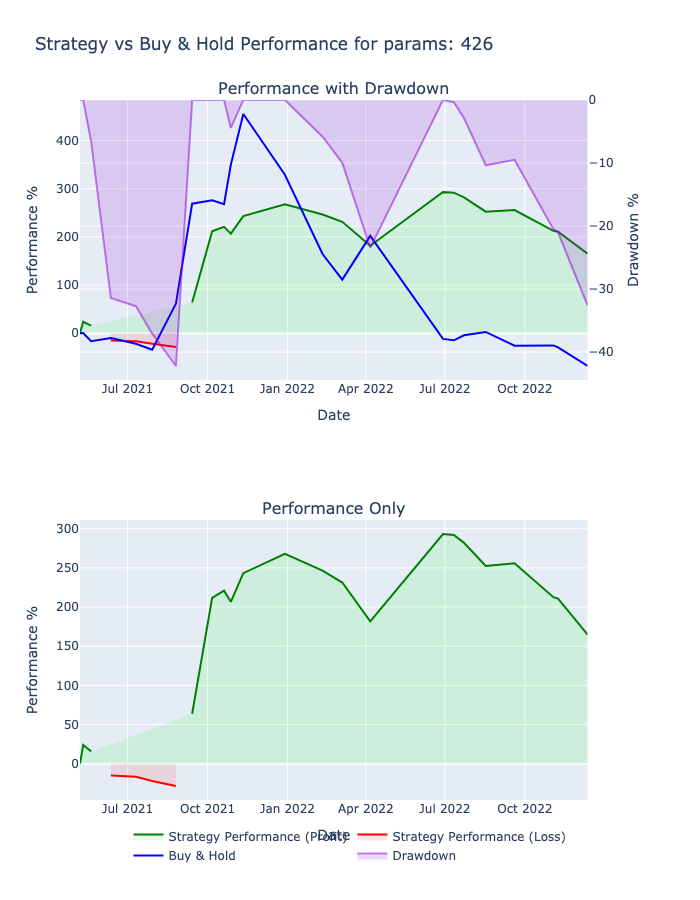 Strategy vs Buy & Hold Performance for params: 426
Performance with Drawdown
400
300
200
100
0
0
−10
−20
−30
−40
Performance %
Drawdown %
Jul 2021 Oct 2021 Jan 2022 Apr 2022 Jul 2022 Oct 2022
Date
Performance Only
300
250
200
150
100
50
0
Performance %
Jul 2021 Oct 2021 Jan 2022 Apr 2022 Jul 2022 Oct 2022
Date
Strategy Performance (Profit) Strategy Performance (Loss)
Buy & Hold Drawdown